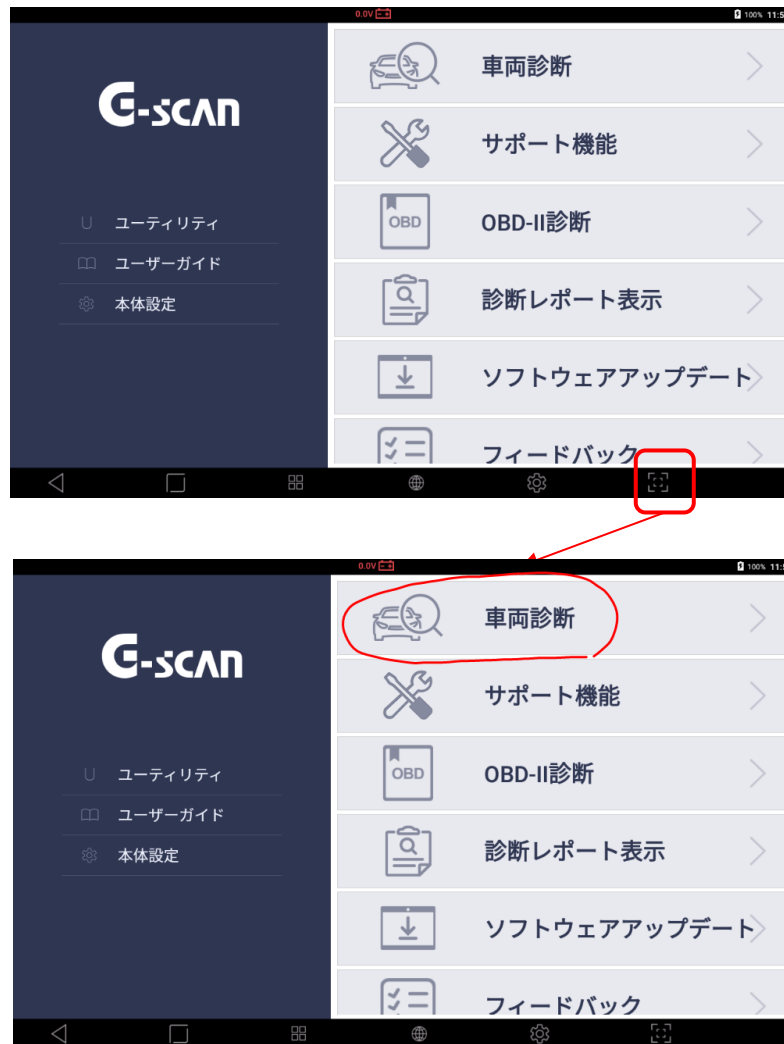 0.0V
100% 11:5
G-scan
ユーティリティ
ユーザーガイド
本体設定
車両診断
サポート機能
OBD
OBD-II診断
診断レポート表示
ソフトウェアアップデート
フィードバック
0.0V
100% 11:5
G-scan
ユーティリティ
ユーザーガイド
本体設定
車両診断
サポート機能
OBD
OBD-II診断
診断レポート表示
ソフトウェアアップデート
フィードバック